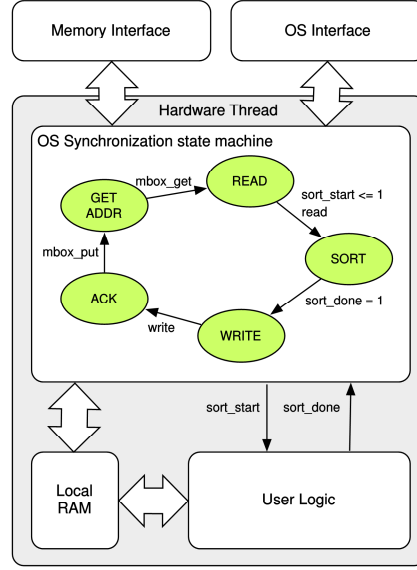 Memory Interface
OS Interface
Hardware Thread
OS Synchronization state machine
mbox_get
READ
GET
ADDR
sort_start <= 1
read
mbox_put
SORT
ACK
sort_done = 1
write
WRITE
sort_start
sort_done
Local
RAM
User Logic